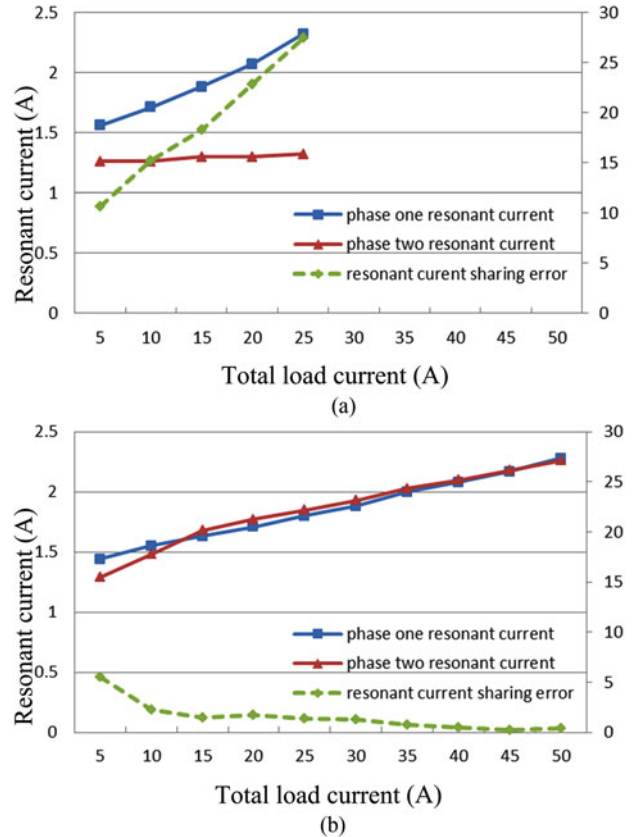 2.5
2
1.5
1
0.5
0
30
25
20
15
10
5
0
Resonant current (A)
phase one resonant current
phase two resonant current
resonant curent sharing error
5 10 15 20 25 30 35 40 45 50
Total load current (A)
(a)
2.5
2
1.5
1
0.5
0
30
25
20
15
10
5
0
Resonant current (A)
phase one resonant current
phase two resonant current
resonant current sharing error
5 10 15 20 25 30 35 40 45 50
Total load current (A)
(b)